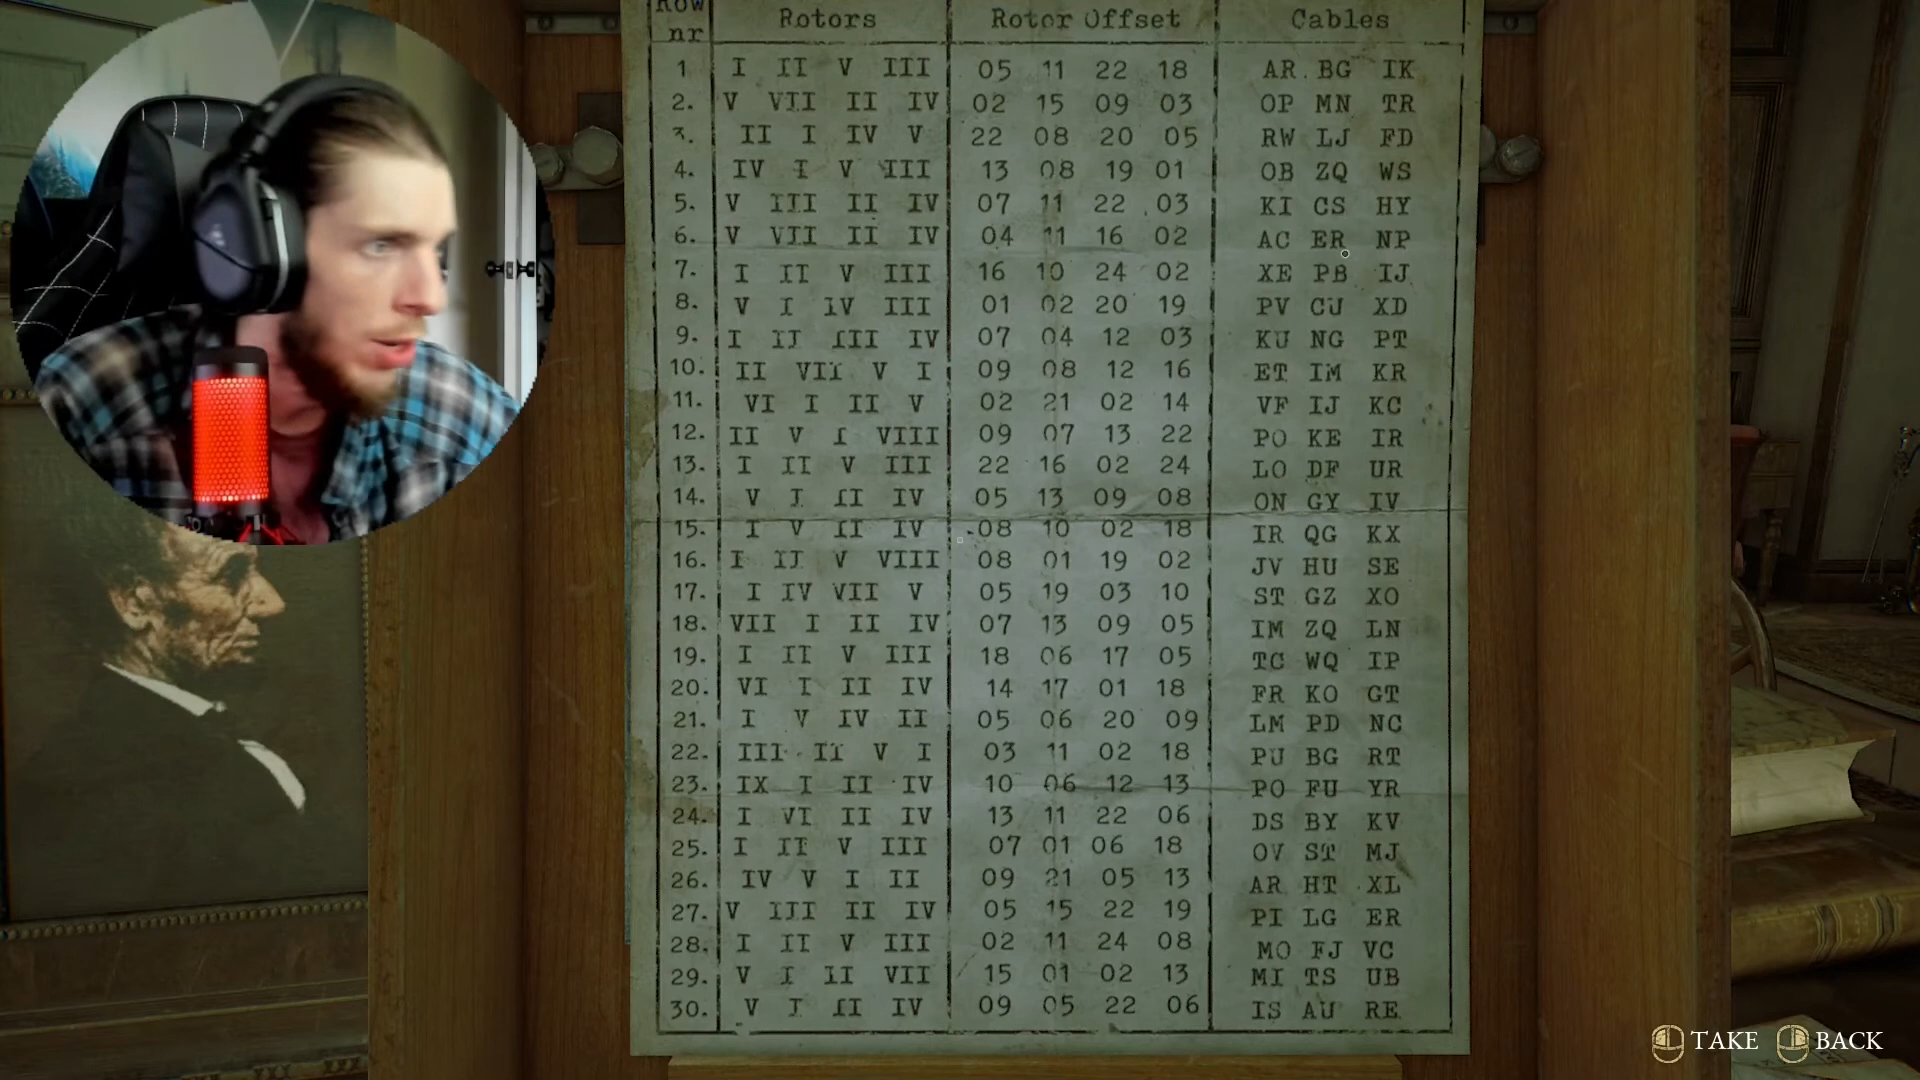 Row nr Rotors Rotor Offset Cables
1 I II V III 05 11 22 18 AR BG IK
2. V VII II IV 02 15 09 03 OP MN TR
3. II I IV V 22 08 20 05 RW LJ FD
4. IV I V III 13 08 19 01 OB ZQ WS
5. V III II IV 07 11 22 03 KI CS HY
6. V VII II IV 04 11 16 02 AC ER NP
7. I II V III 16 10 24 02 XE PB IJ
8. V I IV III 01 02 20 19 PV CJ XD
9. I II III IV 07 04 12 03 KU NG PT
10. II VII V I 09 08 12 16 ET IM KR
11. VI I II V 02 21 02 14 VF IJ KC
12. II V I VIII 09 07 13 22 PO KE IR
13. I II V III 22 16 02 24 LO DF UR
14. V I II IV 05 13 09 08 ON GY IV
15. I V II IV 08 10 02 18 IR QG KX
16. I II V VIII 08 01 19 02 JV HU SE
17. I IV VII V 05 19 03 10 ST GZ XO
18. VII I II IV 07 13 09 05 IM ZQ LN
19. I II V III 18 06 17 05 TC WQ IP
20. VI I II IV 14 17 01 18 FR KO GT
21. I V IV II 05 06 20 09 LM PD NC
22. III II V I 03 11 02 18 PU BG RT
23. IX I II IV 10 06 12 13 PO FU YR
24. I VI II IV 13 11 22 06 DS BY KV
25. I II V III 07 01 06 18 OV ST MJ
26. IV V I II 09 21 05 13 AR HT XL
27. V III II IV 05 15 22 19 PI LG ER
28. I II V III 02 11 24 08 MO FJ VC
29. V I II VII 15 01 02 13 MI TS UB
30. V I II IV 09 05 22 06 IS AU RE
TAKE BACK